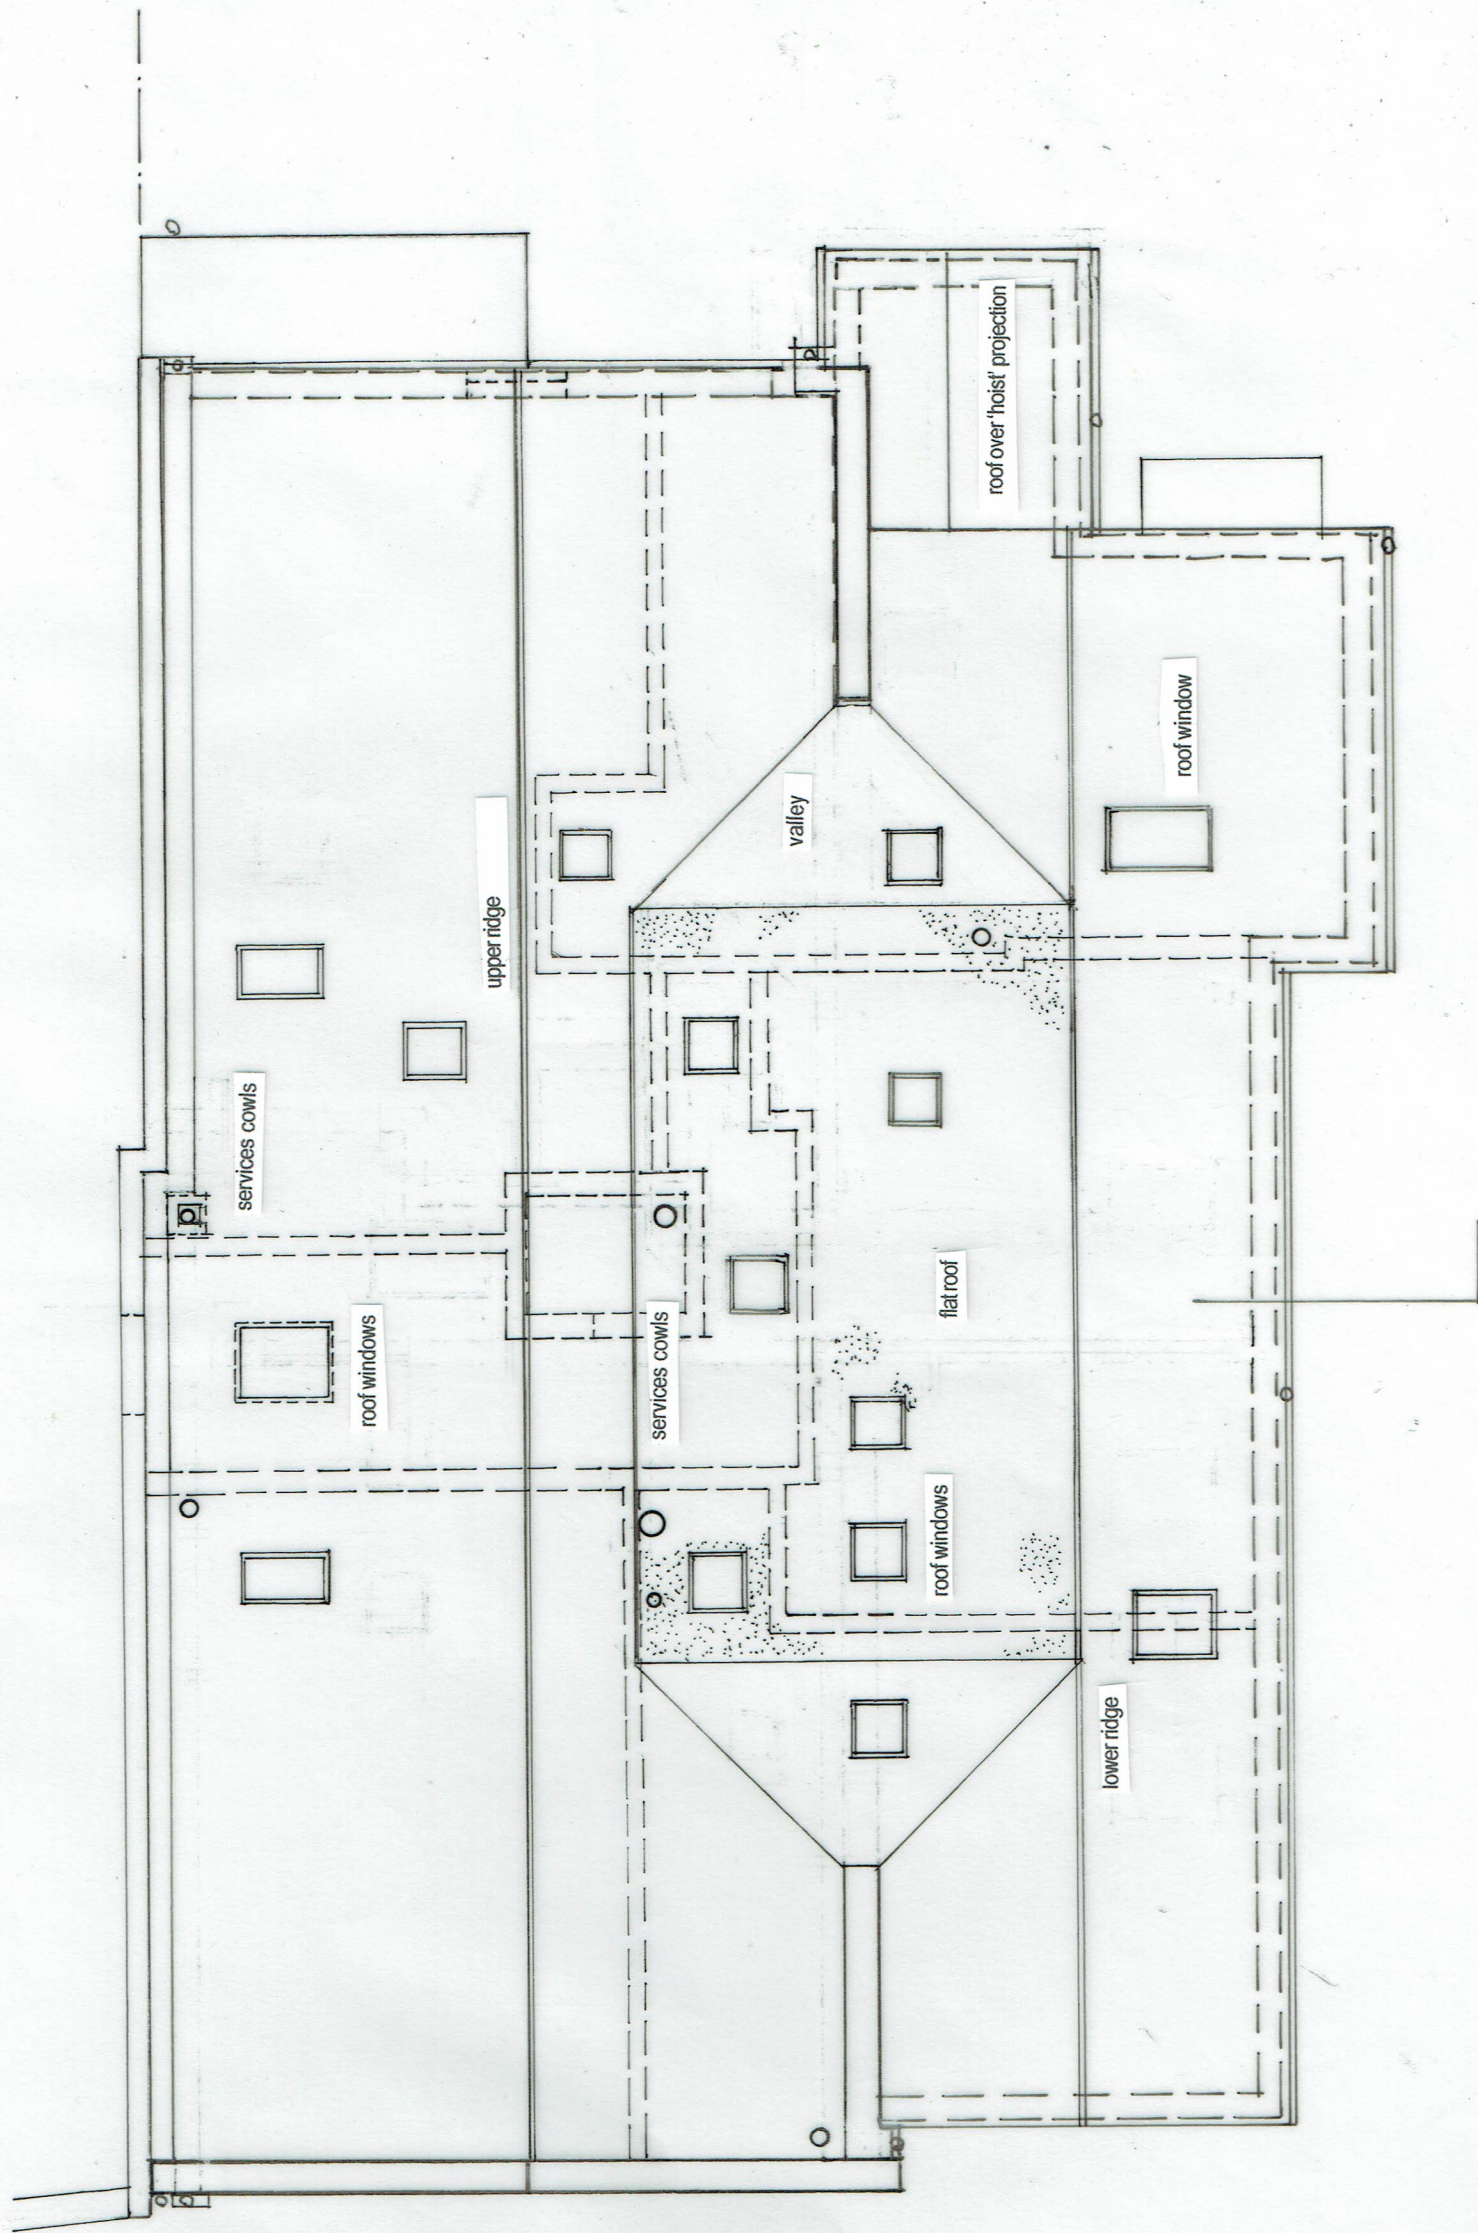 services cowls
roof windows
upper ridge
services cowls
valley
flat roof
roof windows
roof over 'hoist' projection
lower ridge
roof window